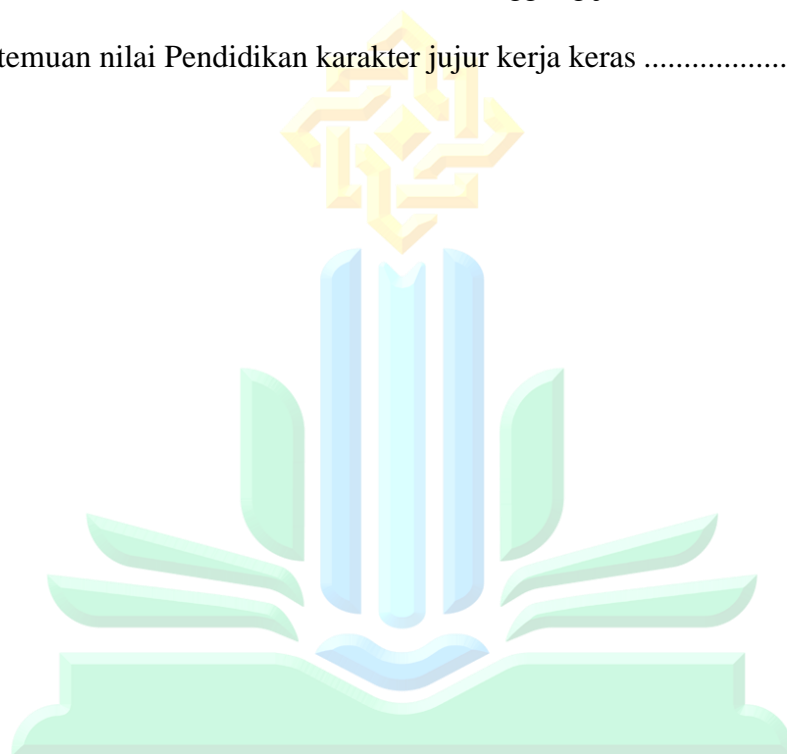 temuan nilai Pendidikan karakter jujur kerja keras ..................